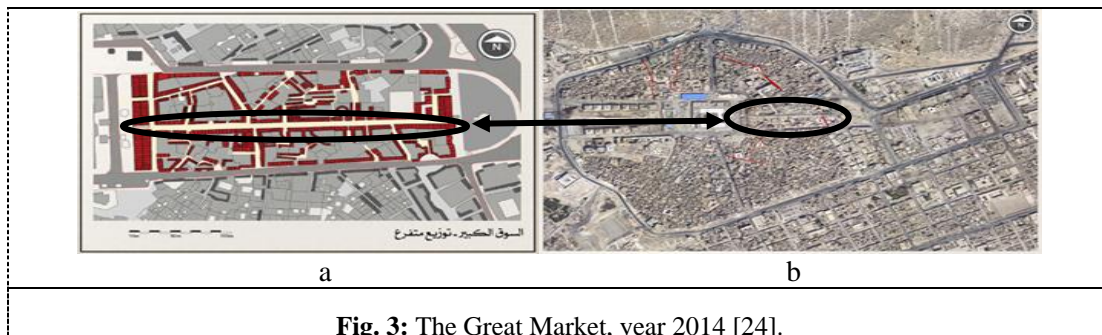 N
N
السوق الكبير - توزيع متفرع
a
b
Fig. 3: The Great Market, year 2014 [24].